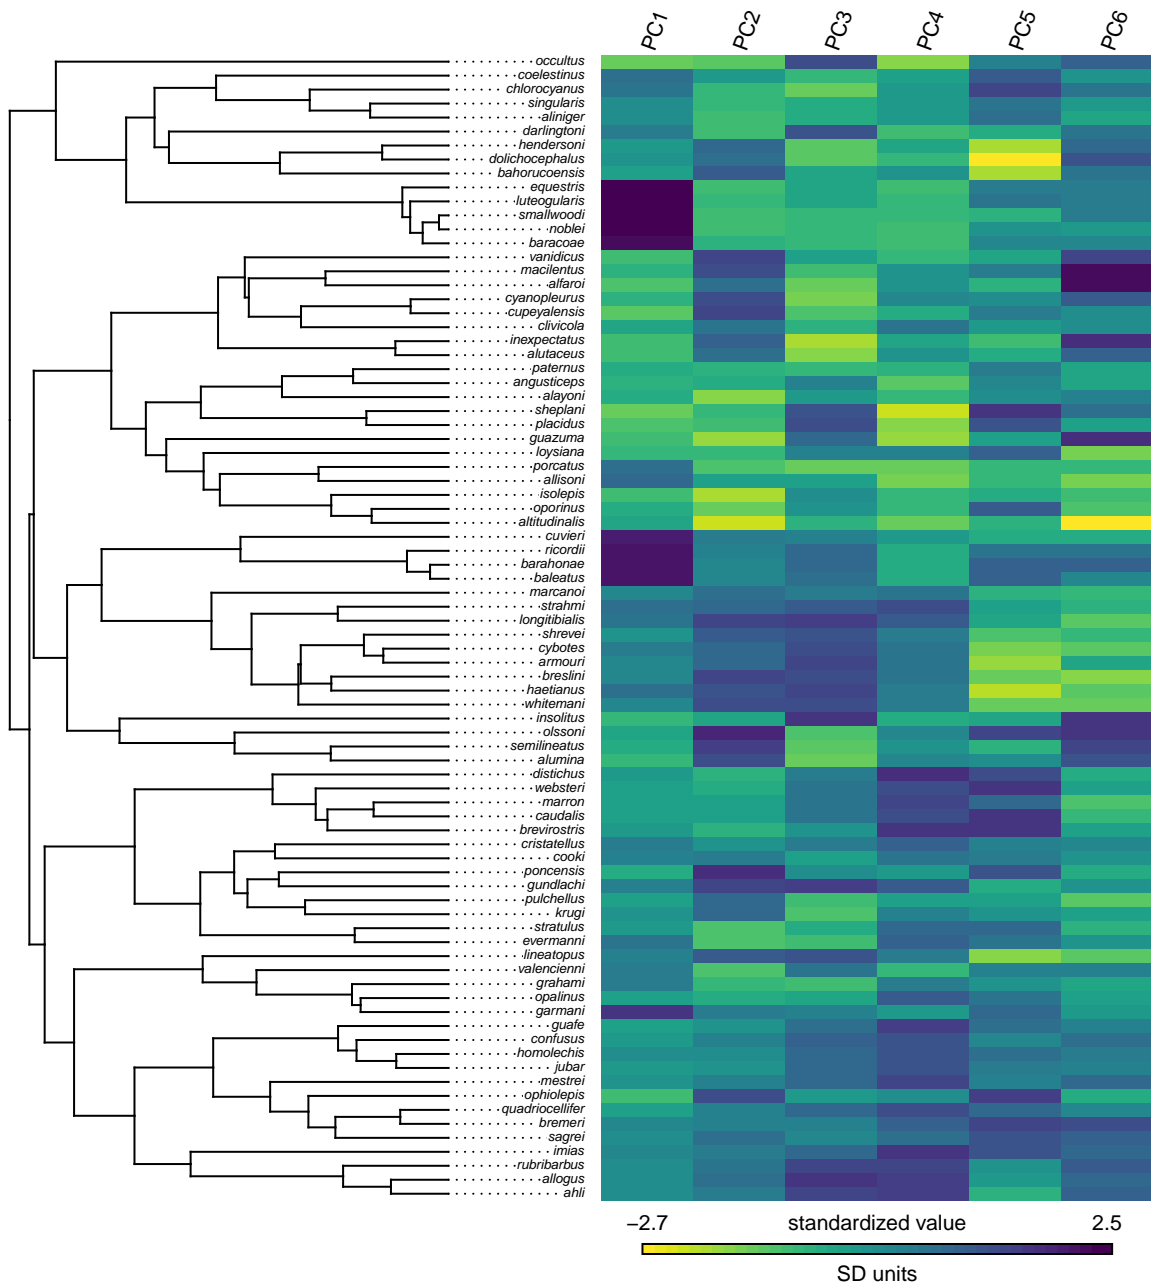 PC1 PC2 PC3 PC4 PC5 PC6
occultus
coelestinus
chlorocyanus
singularis
aliniger
darlingtoni
hendersoni
dolichocephalus
bahorucoensis
equestris
luteogularis
smallwoodi
noblei
baracoae
vanidicus
macilentus
alfaroi
cyanopleurus
cupeyalensis
clivicola
inexpectatus
alutaceus
paternus
angusticeps
alayoni
sheplani
placidus
guazuma
loysiana
porcatus
allisoni
isolepis
oporinus
altitudinalis
cuvieri
ricordii
barahonae
baleatus
marcanoi
strahmi
longitibialis
shrevei
cybotes
armouri
breslini
haetianus
whitemani
insolitus
olssoni
semilineatus
alumina
distichus
websteri
marron
caudalis
brevirostris
cristatellus
cooki
poncensis
gundlachi
pulchellus
krugi
stratulus
evermanni
lineatopus
valencienni
grahami
opalinus
garmani
guafe
confusus
homolechis
jubar
mestrei
ophiolepis
quadriocellifer
bremeri
sagrei
imias
rubribarbus
allogus
ahli
−2.7 standardized value 2.5
SD units